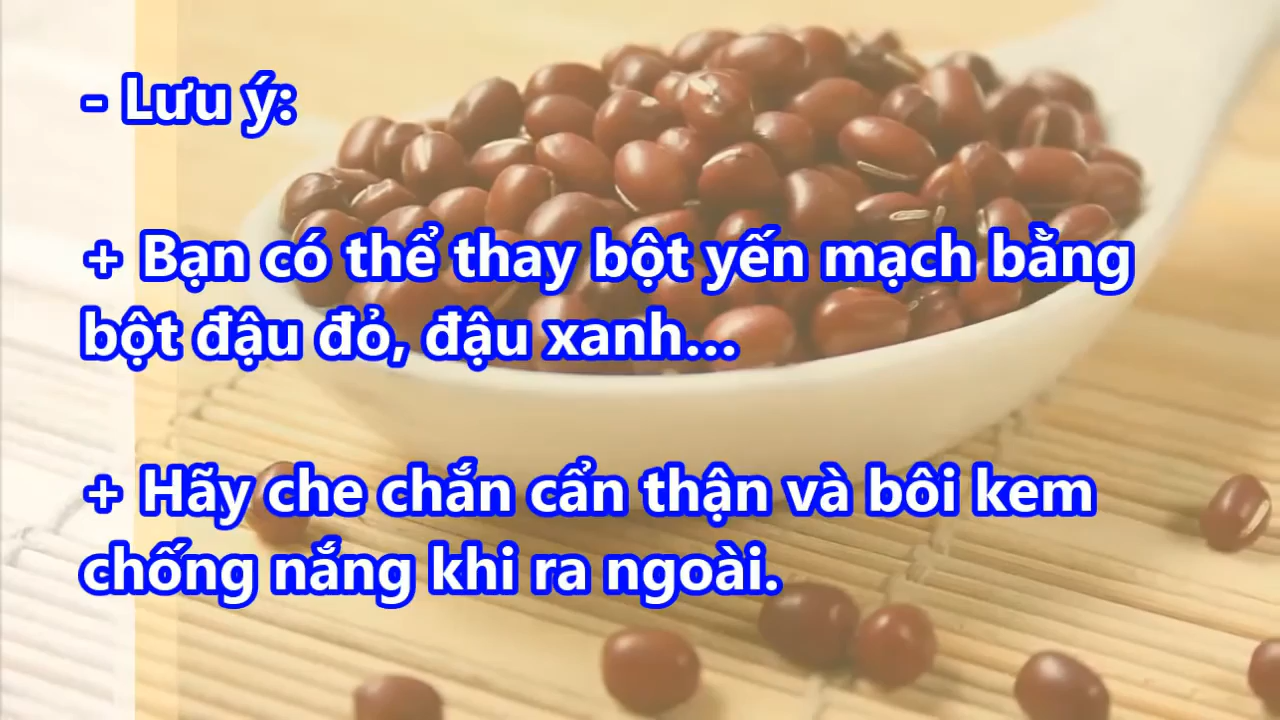 - Lưu ý:
+ Bạn có thể thay bột yến mạch bằng
bột đậu đỏ, đậu xanh...
+ Hãy che chắn cẩn thận và bôi kem
chống nắng khi ra ngoài.